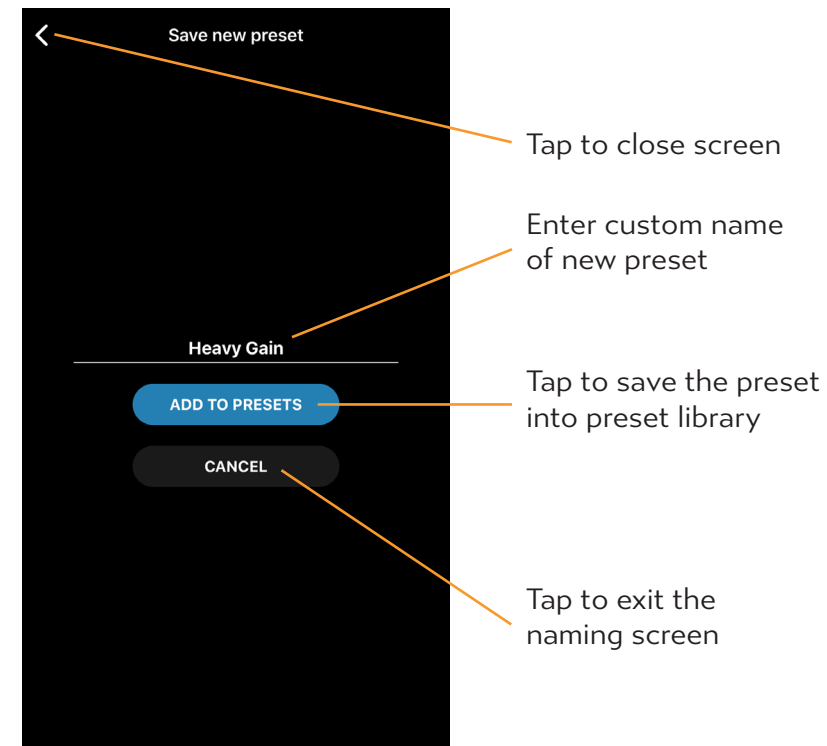 Save new preset
Tap to close screen
Enter custom name
of new preset
Heavy Gain
Tap to save the preset
into preset library
ADD TO PRESETS
CANCEL
Tap to exit the
naming screen